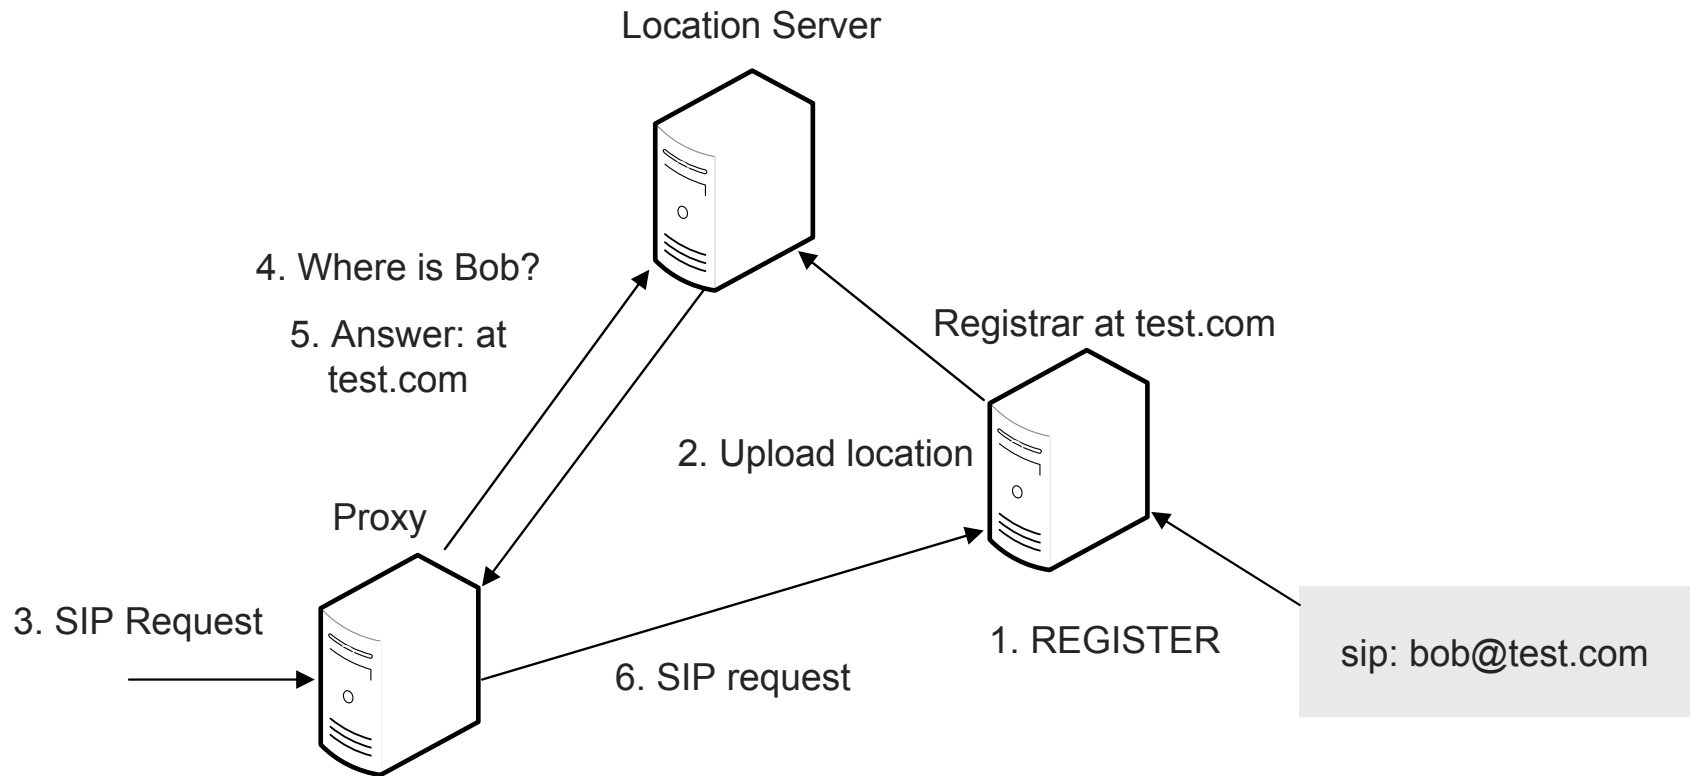 Location Server
4. Where is Bob?
5. Answer: at
test.com
Registrar at test.com
2. Upload location
Proxy
3. SIP Request
1. REGISTER
6. SIP request
sip: bob@test.com